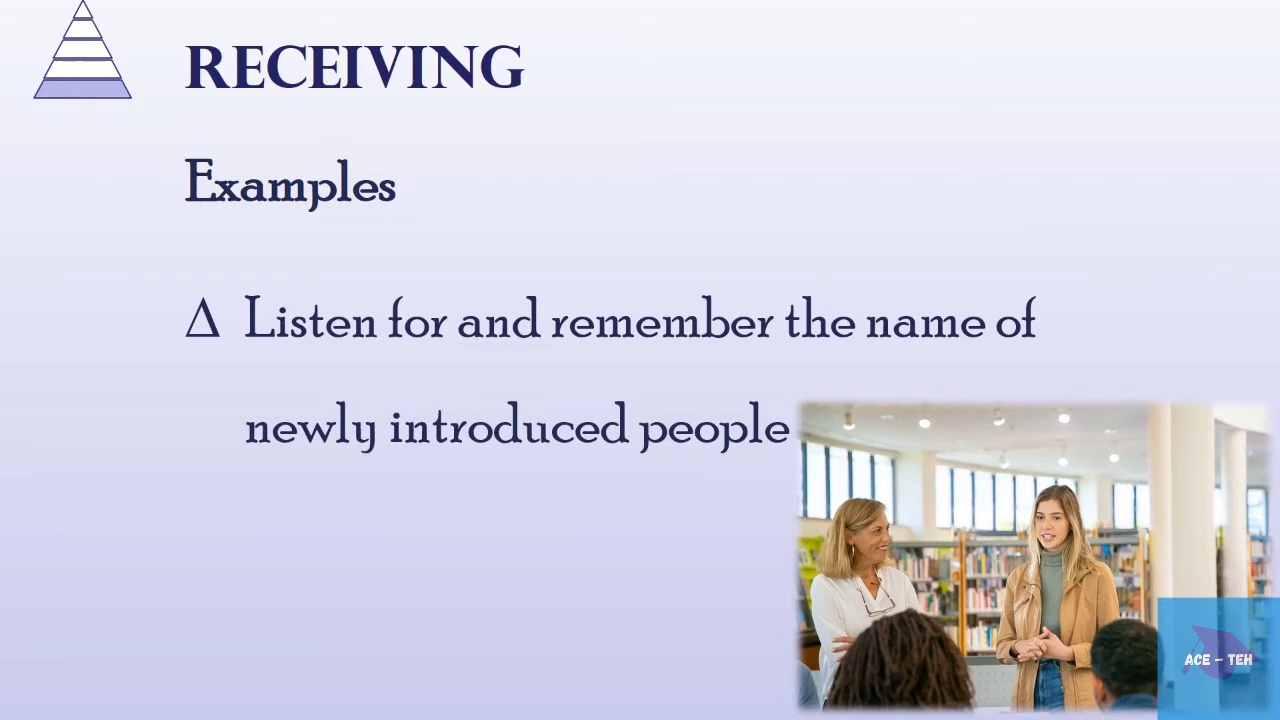 RECEIVING
Examples
Δ Listen for and remember the name of
newly introduced people
ACE - TEH